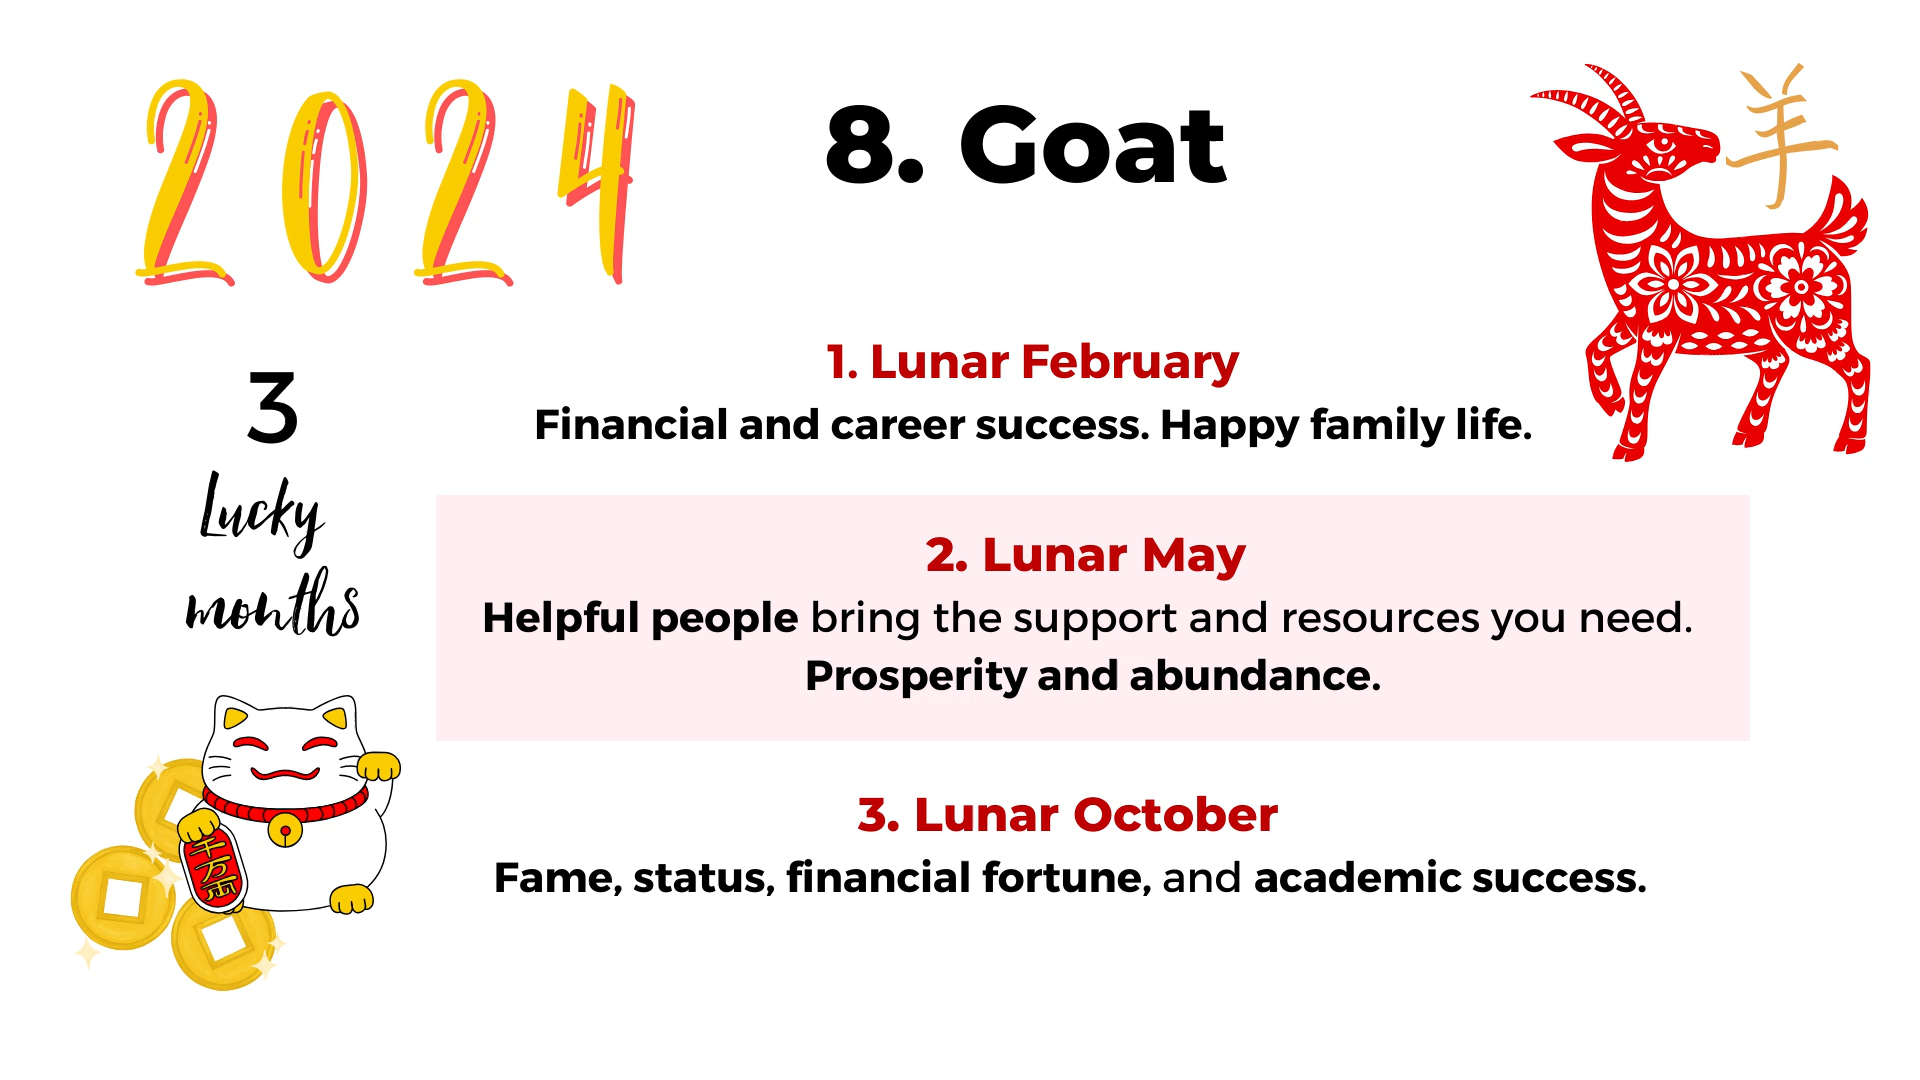 2024
8. Goat
羊
3
Lucky
months
1. Lunar February
Financial and career success. Happy family life.
2. Lunar May
Helpful people bring the support and resources you need.
Prosperity and abundance.
3. Lunar October
Fame, status, financial fortune, and academic success.
千万両